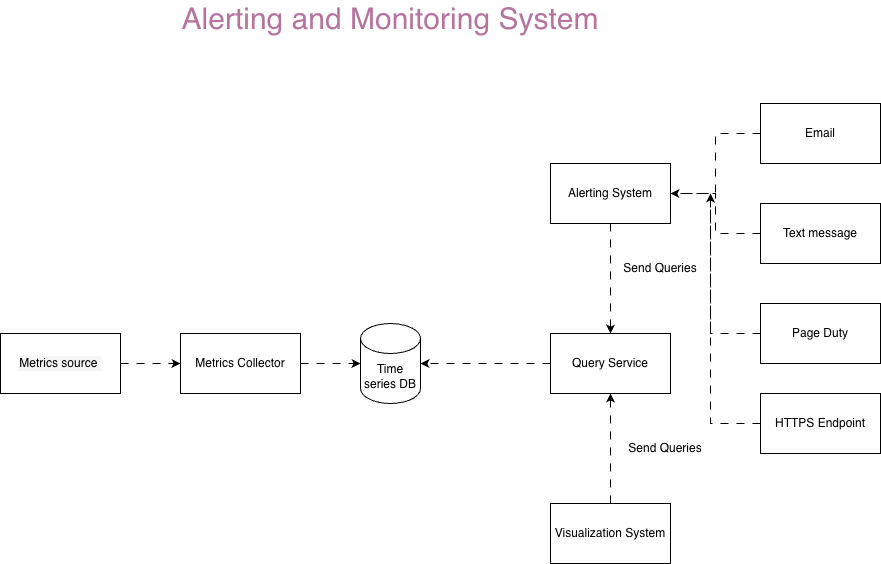 Alerting and Monitoring System
Email
Alerting System
Text message
Send Queries
Metrics source
Metrics Collector
Time
series DB
Query Service
Page Duty
HTTPS Endpoint
Send Queries
Visualization System